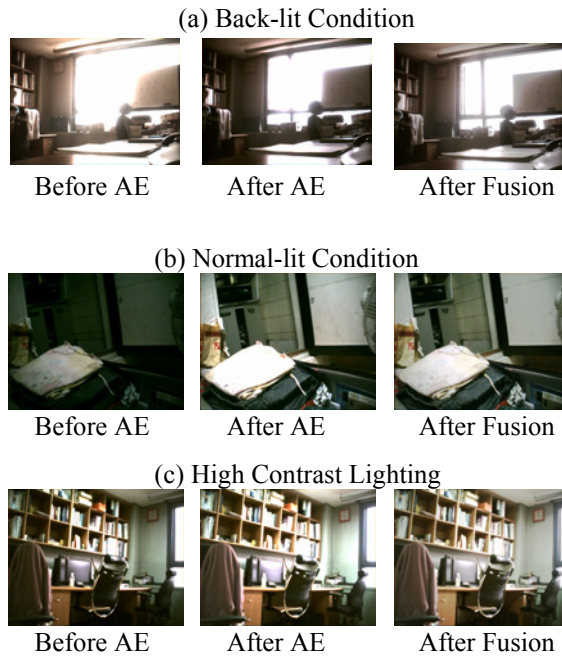 (a) Back-lit Condition
Before AE After AE After Fusion
(b) Normal-lit Condition
Before AE After AE After Fusion
(c) High Contrast Lighting
Before AE After AE After Fusion